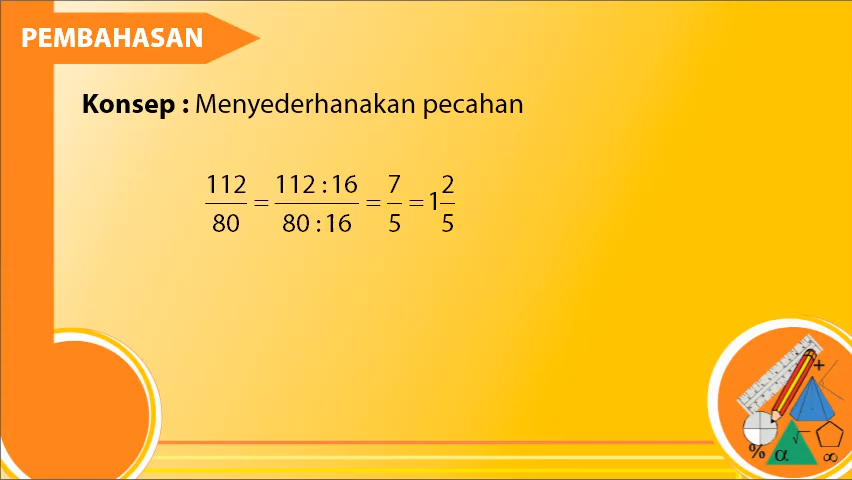 PEMBAHASAN
Konsep : Menyederhanakan pecahan
112/80 = 112 : 16/80 : 16 = 7/5 = 1 2/5
+
√
% α ∞